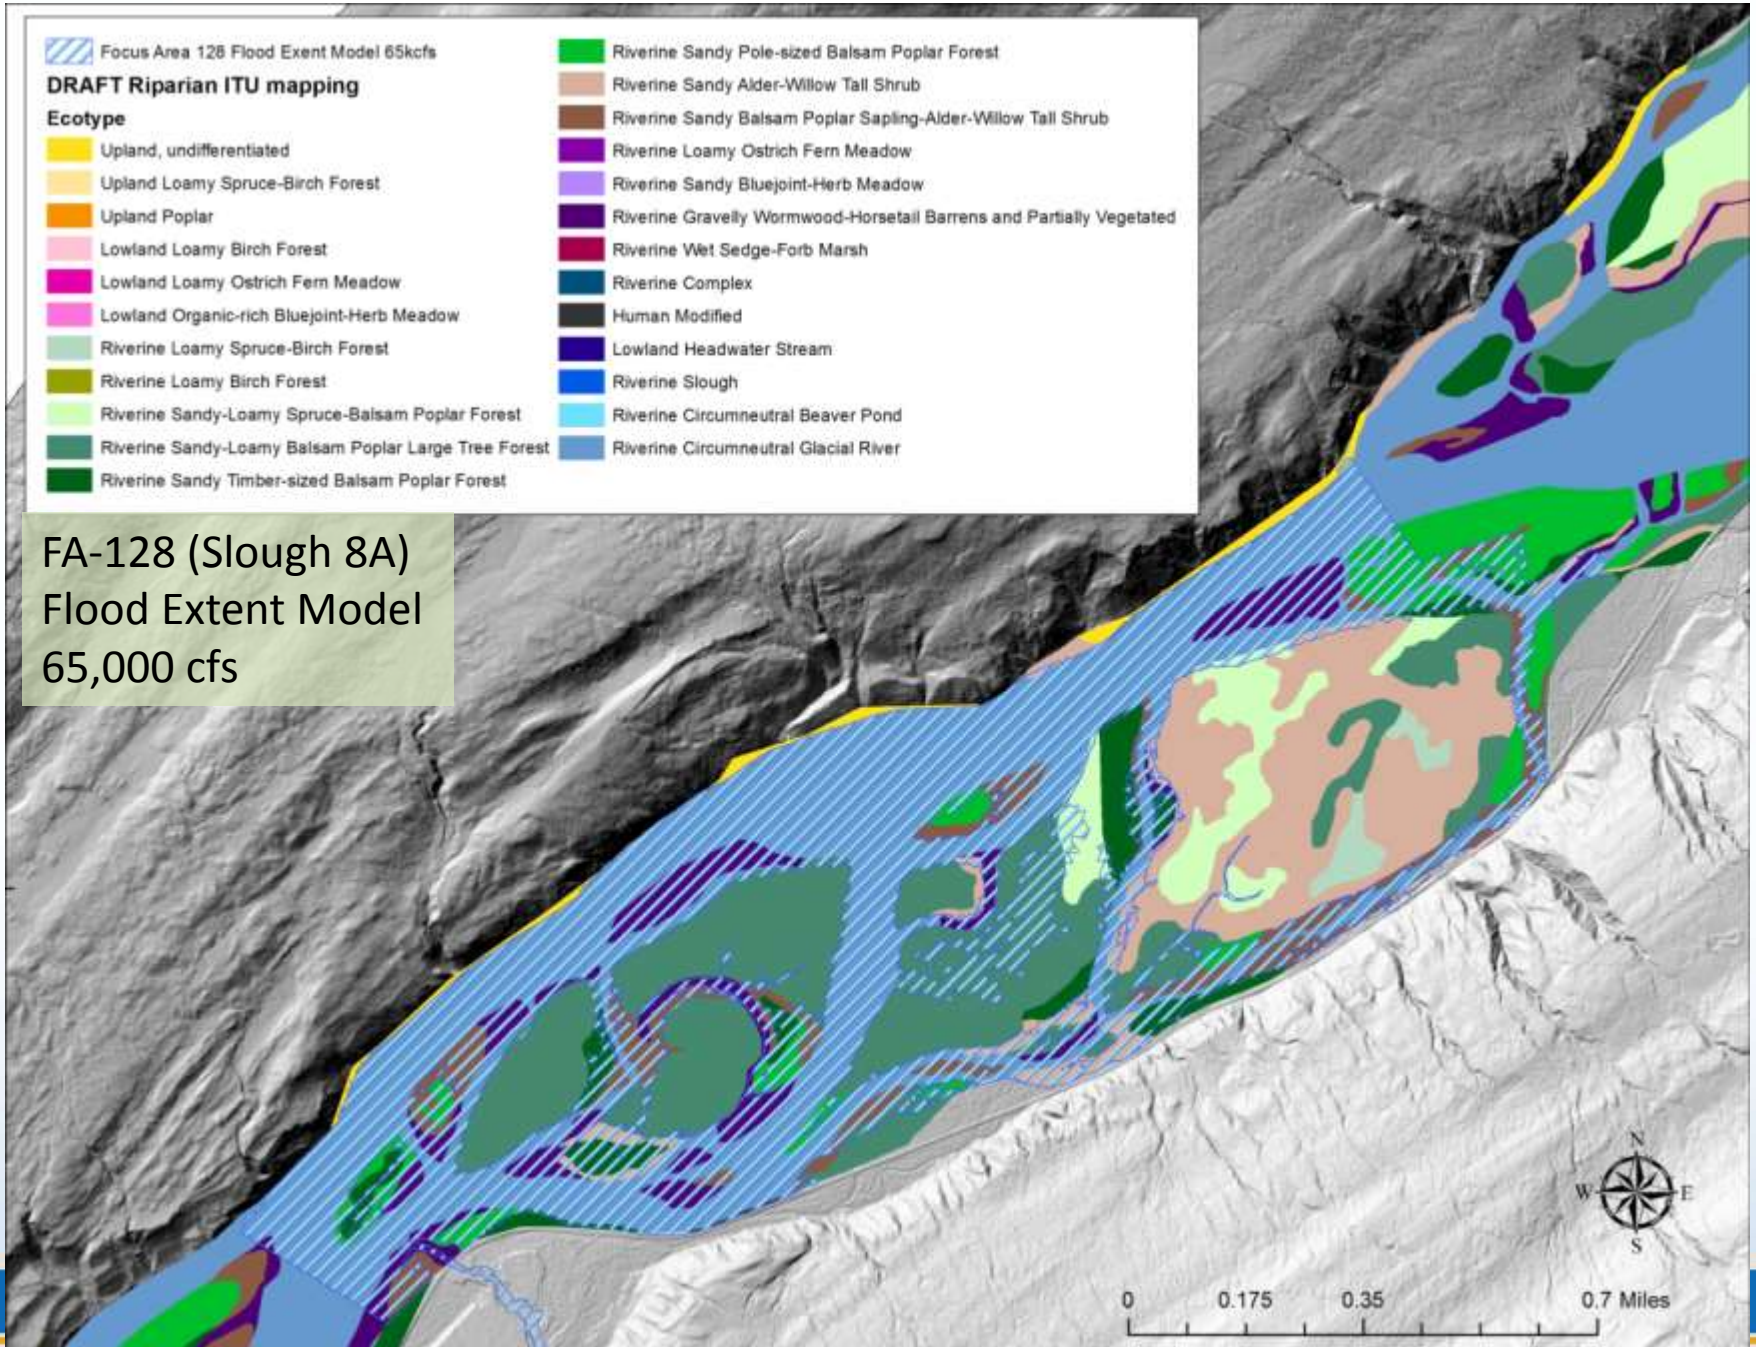 Focus Area 128 Flood Exent Model 65kcfs
DRAFT Riparian ITU mapping
Ecotype
Upland, undifferentiated
Upland Loamy Spruce-Birch Forest
Upland Poplar
Lowland Loamy Birch Forest
Lowland Loamy Ostrich Fern Meadow
Lowland Organic-rich Bluejoint-Herb Meadow
Riverine Loamy Spruce-Birch Forest
Riverine Loamy Birch Forest
Riverine Sandy-Loamy Spruce-Balsam Poplar Forest
Riverine Sandy-Loamy Balsam Poplar Large Tree Forest
Riverine Sandy Timber-sized Balsam Poplar Forest
Riverine Sandy Pole-sized Balsam Poplar Forest
Riverine Sandy Alder-Willow Tall Shrub
Riverine Sandy Balsam Poplar Sapling-Alder-Willow Tall Shrub
Riverine Loamy Ostrich Fern Meadow
Riverine Sandy Bluejoint-Herb Meadow
Riverine Gravelly Wormwood-Horsetail Barrens and Partially Vegetated
Riverine Wet Sedge-Forb Marsh
Riverine Complex
Human Modified
Lowland Headwater Stream
Riverine Slough
Riverine Circumneutral Beaver Pond
Riverine Circumneutral Glacial River
FA-128 (Slough 8A)
Flood Extent Model
65,000 cfs
N
W E
S
0 0.175 0.35 0.7 Miles